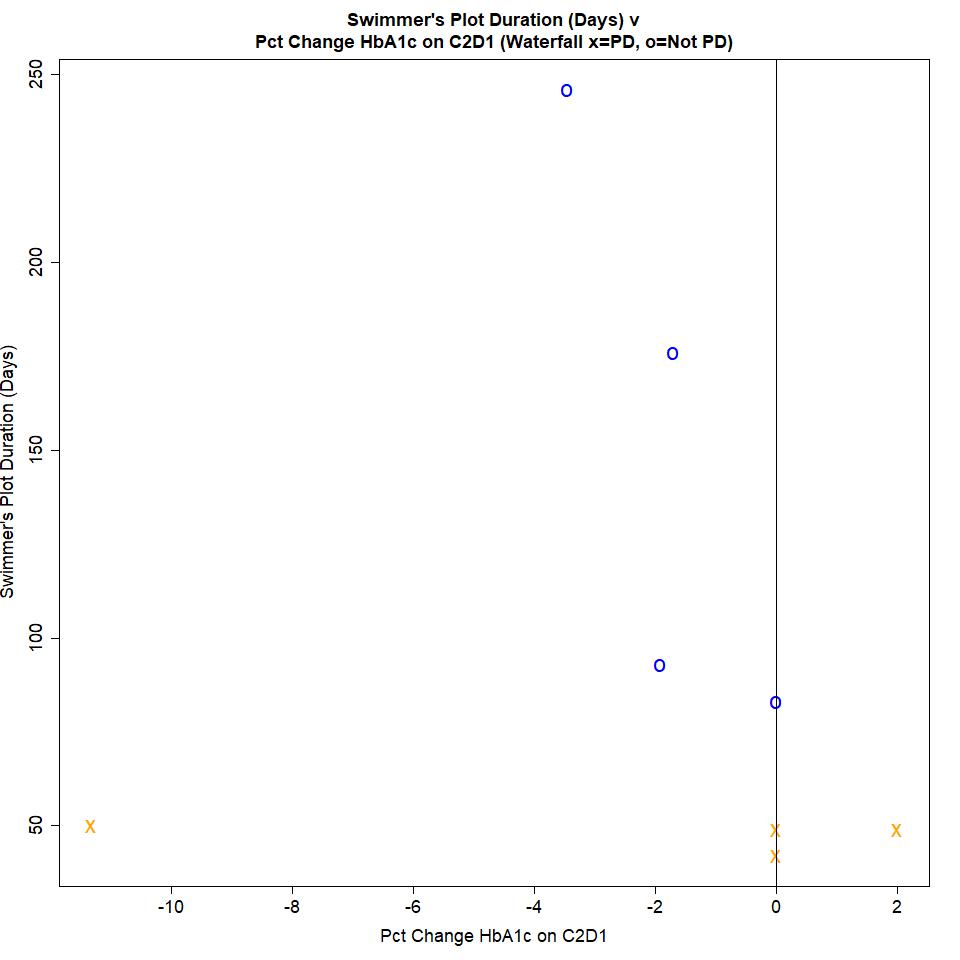 Swimmer's Plot Duration (Days) v
Pct Change HbA1c on C2D1 (Waterfall x=PD, o=Not PD)
Swimmer's Plot Duration (Days)
250
200
150
100
50
O
O
O
O
X
X
X
X
-10 -8 -6 -4 -2 0 2
Pct Change HbA1c on C2D1